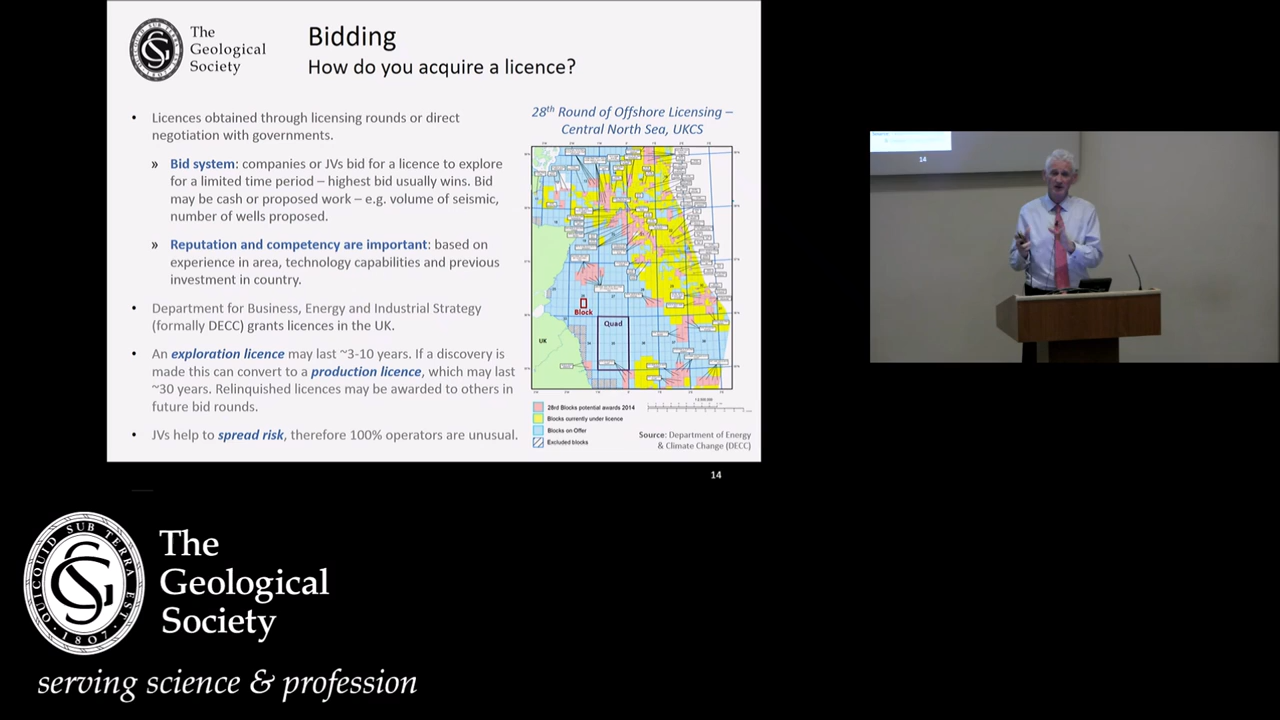 The
Geological
Society
Bidding
How do you acquire a licence?
• Licences obtained through licensing rounds or direct
negotiation with governments.
» Bid system: companies or JVs bid for a licence to explore
for a limited time period – highest bid usually wins. Bid
may be cash or proposed work – e.g. volume of seismic,
number of wells proposed.
» Reputation and competency are important: based on
experience in area, technology capabilities and previous
investment in country.
• Department for Business, Energy and Industrial Strategy
(formally DECC) grants licences in the UK.
• An exploration licence may last ~3-10 years. If a discovery is
made this can convert to a production licence, which may last
~30 years. Relinquished licences may be awarded to others in
future bid rounds.
• JVs help to spread risk, therefore 100% operators are unusual.
28th Round of Offshore Licensing –
Central North Sea, UKCS
Block
Quad
UK
28rd Blocks potential awards 2014
Blocks currently under licence
Blocks on Offer
Excluded blocks
Source: Department of Energy
& Climate Change (DECC)
14
14
QUICQUID SUB TERRA EST
1807
The
Geological
Society
serving science & profession